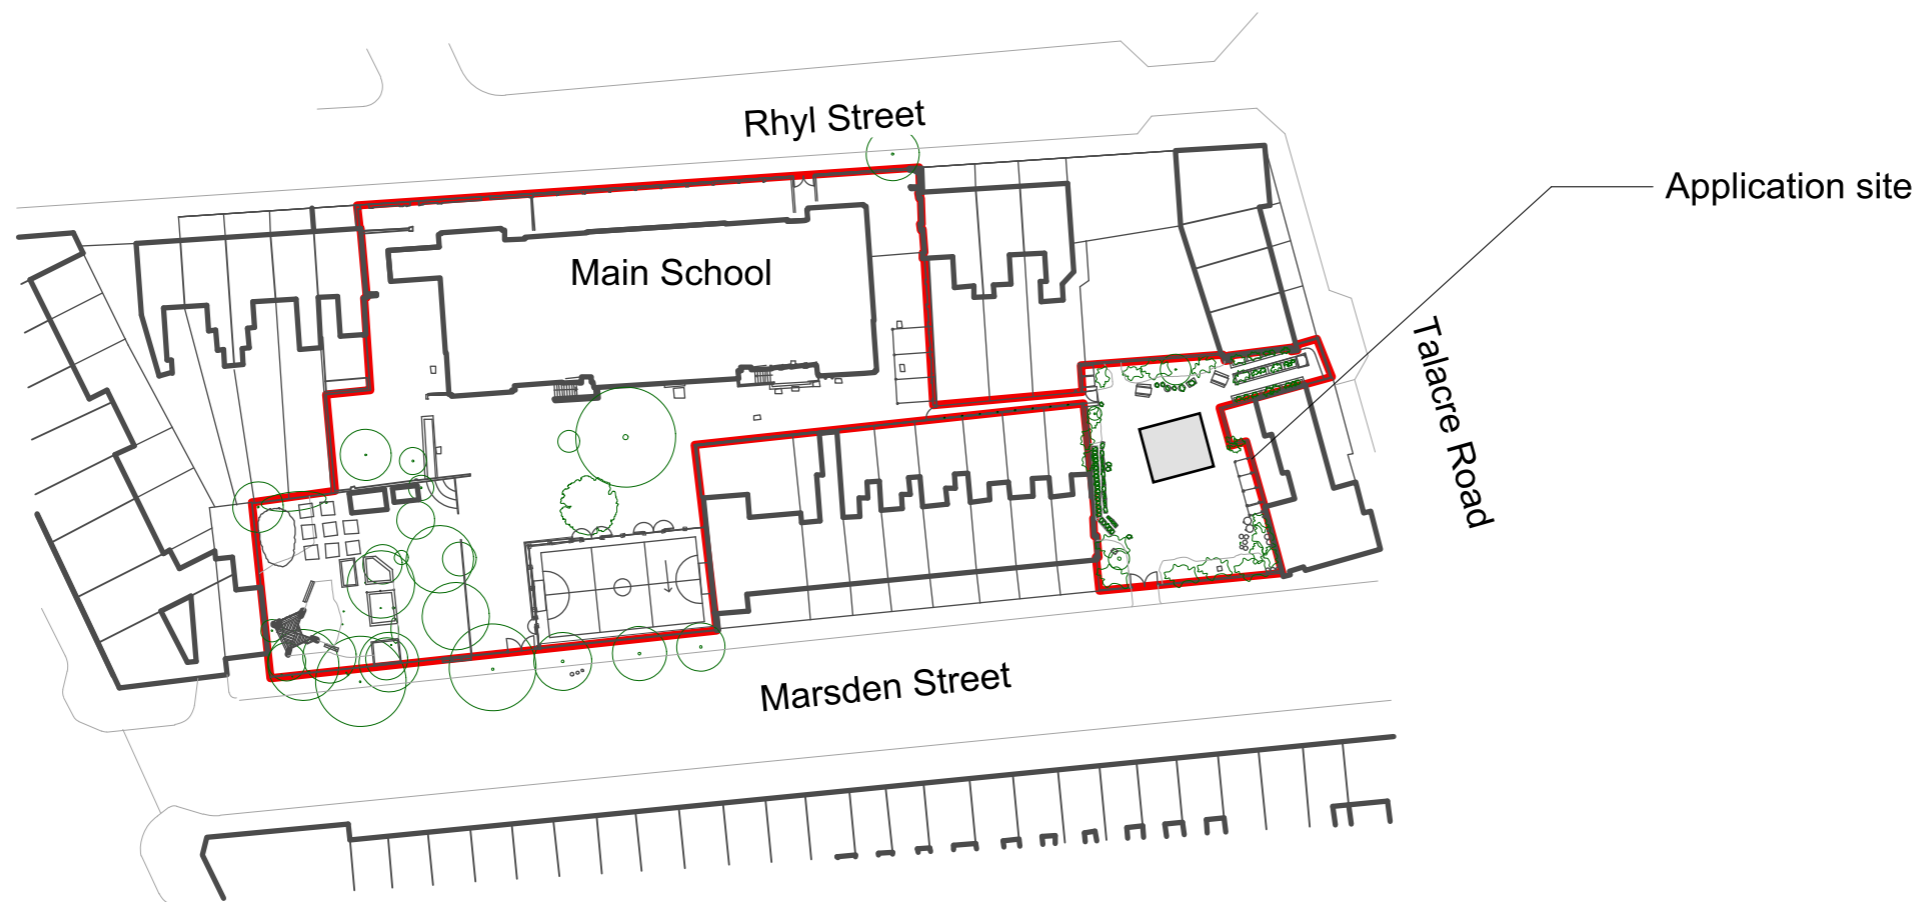 Rhyl Street
Application site
Main School
Talacre Road
Marsden Street